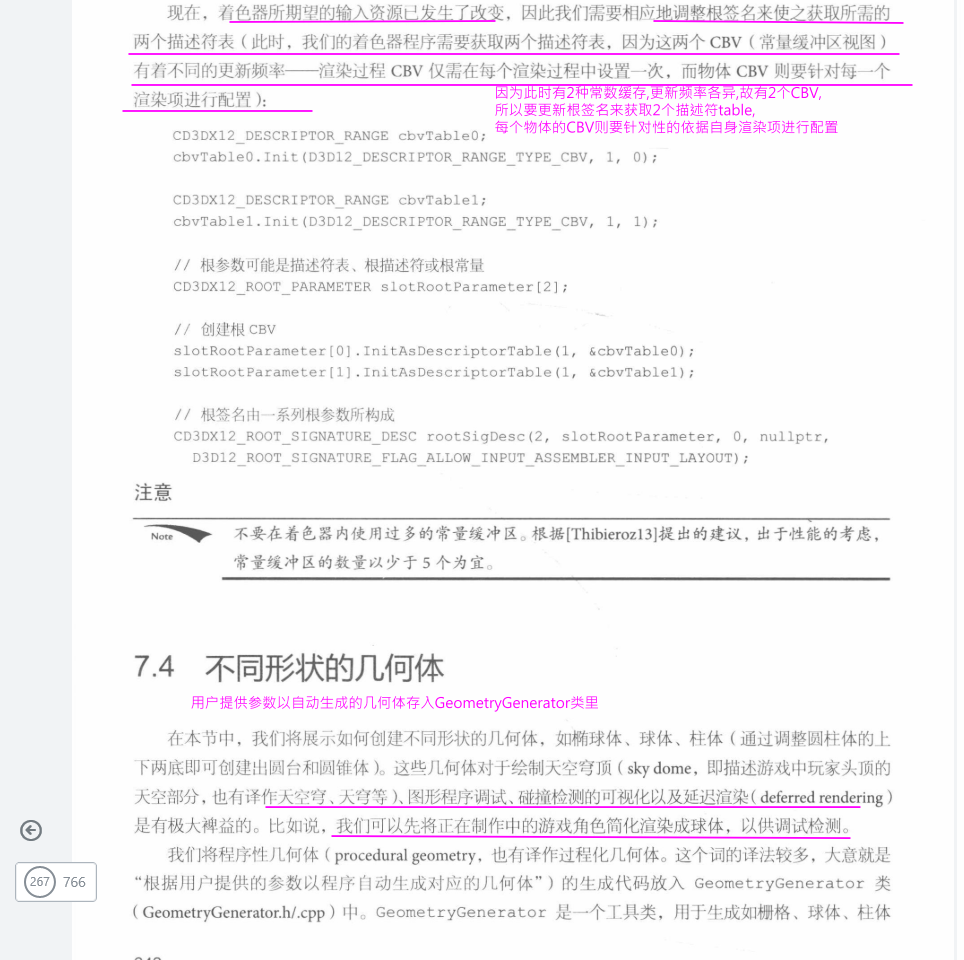 现在，着色器所期望的输入资源已发生了改变，因此我们需要相应地调整根签名来使之获取所需的
两个描述符表（此时，我们的着色器程序需要获取两个描述符表，因为这两个 CBV（常量缓冲区视图）
有着不同的更新频率——渲染过程 CBV 仅需在每个渲染过程中设置一次，而物体 CBV 则要针对每一个
渲染项进行配置）：
因为此时有2种常数缓存,更新频率各异,故有2个CBV,
所以要更新根签名来获取2个描述符table,
每个物体的CBV则要针对性的依据自身渲染项进行配置
CD3DX12_DESCRIPTOR_RANGE cbvTable0;
cbvTable0.Init(D3D12_DESCRIPTOR_RANGE_TYPE_CBV, 1, 0);
CD3DX12_DESCRIPTOR_RANGE cbvTable1;
cbvTable1.Init(D3D12_DESCRIPTOR_RANGE_TYPE_CBV, 1, 1);
// 根参数可能是描述符表、根描述符或根常量
CD3DX12_ROOT_PARAMETER slotRootParameter[2];
// 创建根 CBV
slotRootParameter[0].InitAsDescriptorTable(1, &cbvTable0);
slotRootParameter[1].InitAsDescriptorTable(1, &cbvTable1);
// 根签名由一系列根参数所构成
CD3DX12_ROOT_SIGNATURE_DESC rootSigDesc(2, slotRootParameter, 0, nullptr,
D3D12_ROOT_SIGNATURE_FLAG_ALLOW_INPUT_ASSEMBLER_INPUT_LAYOUT);
注意
Note
不要在着色器内使用过多的常量缓冲区。根据[Thibieroz13]提出的建议，出于性能的考虑，
常量缓冲区的数量以少于 5 个为宜。
7.4 不同形状的几何体
用户提供参数以自动生成的几何体存入GeometryGenerator类里
在本节中，我们将展示如何创建不同形状的几何体，如椭球体、球体、柱体（通过调整圆柱体的上
下两底即可创建出圆台和圆锥体）。这些几何体对于绘制天空穹顶（sky dome，即描述游戏中玩家头顶的
天空部分，也有译作天空穹、天穹等）、图形程序调试、碰撞检测的可视化以及延迟渲染（deferred rendering）
是有极大裨益的。比如说，我们可以先将正在制作中的游戏角色简化渲染成球体，以供调试检测。
我们将程序性几何体（procedural geometry，也有译作过程化几何体。这个词的译法较多，大意就是
“根据用户提供的参数以程序自动生成对应的几何体”）的生成代码放入 GeometryGenerator 类
（GeometryGenerator.h/.cpp）中。GeometryGenerator 是一个工具类，用于生成如栅格、球体、柱体
267 766